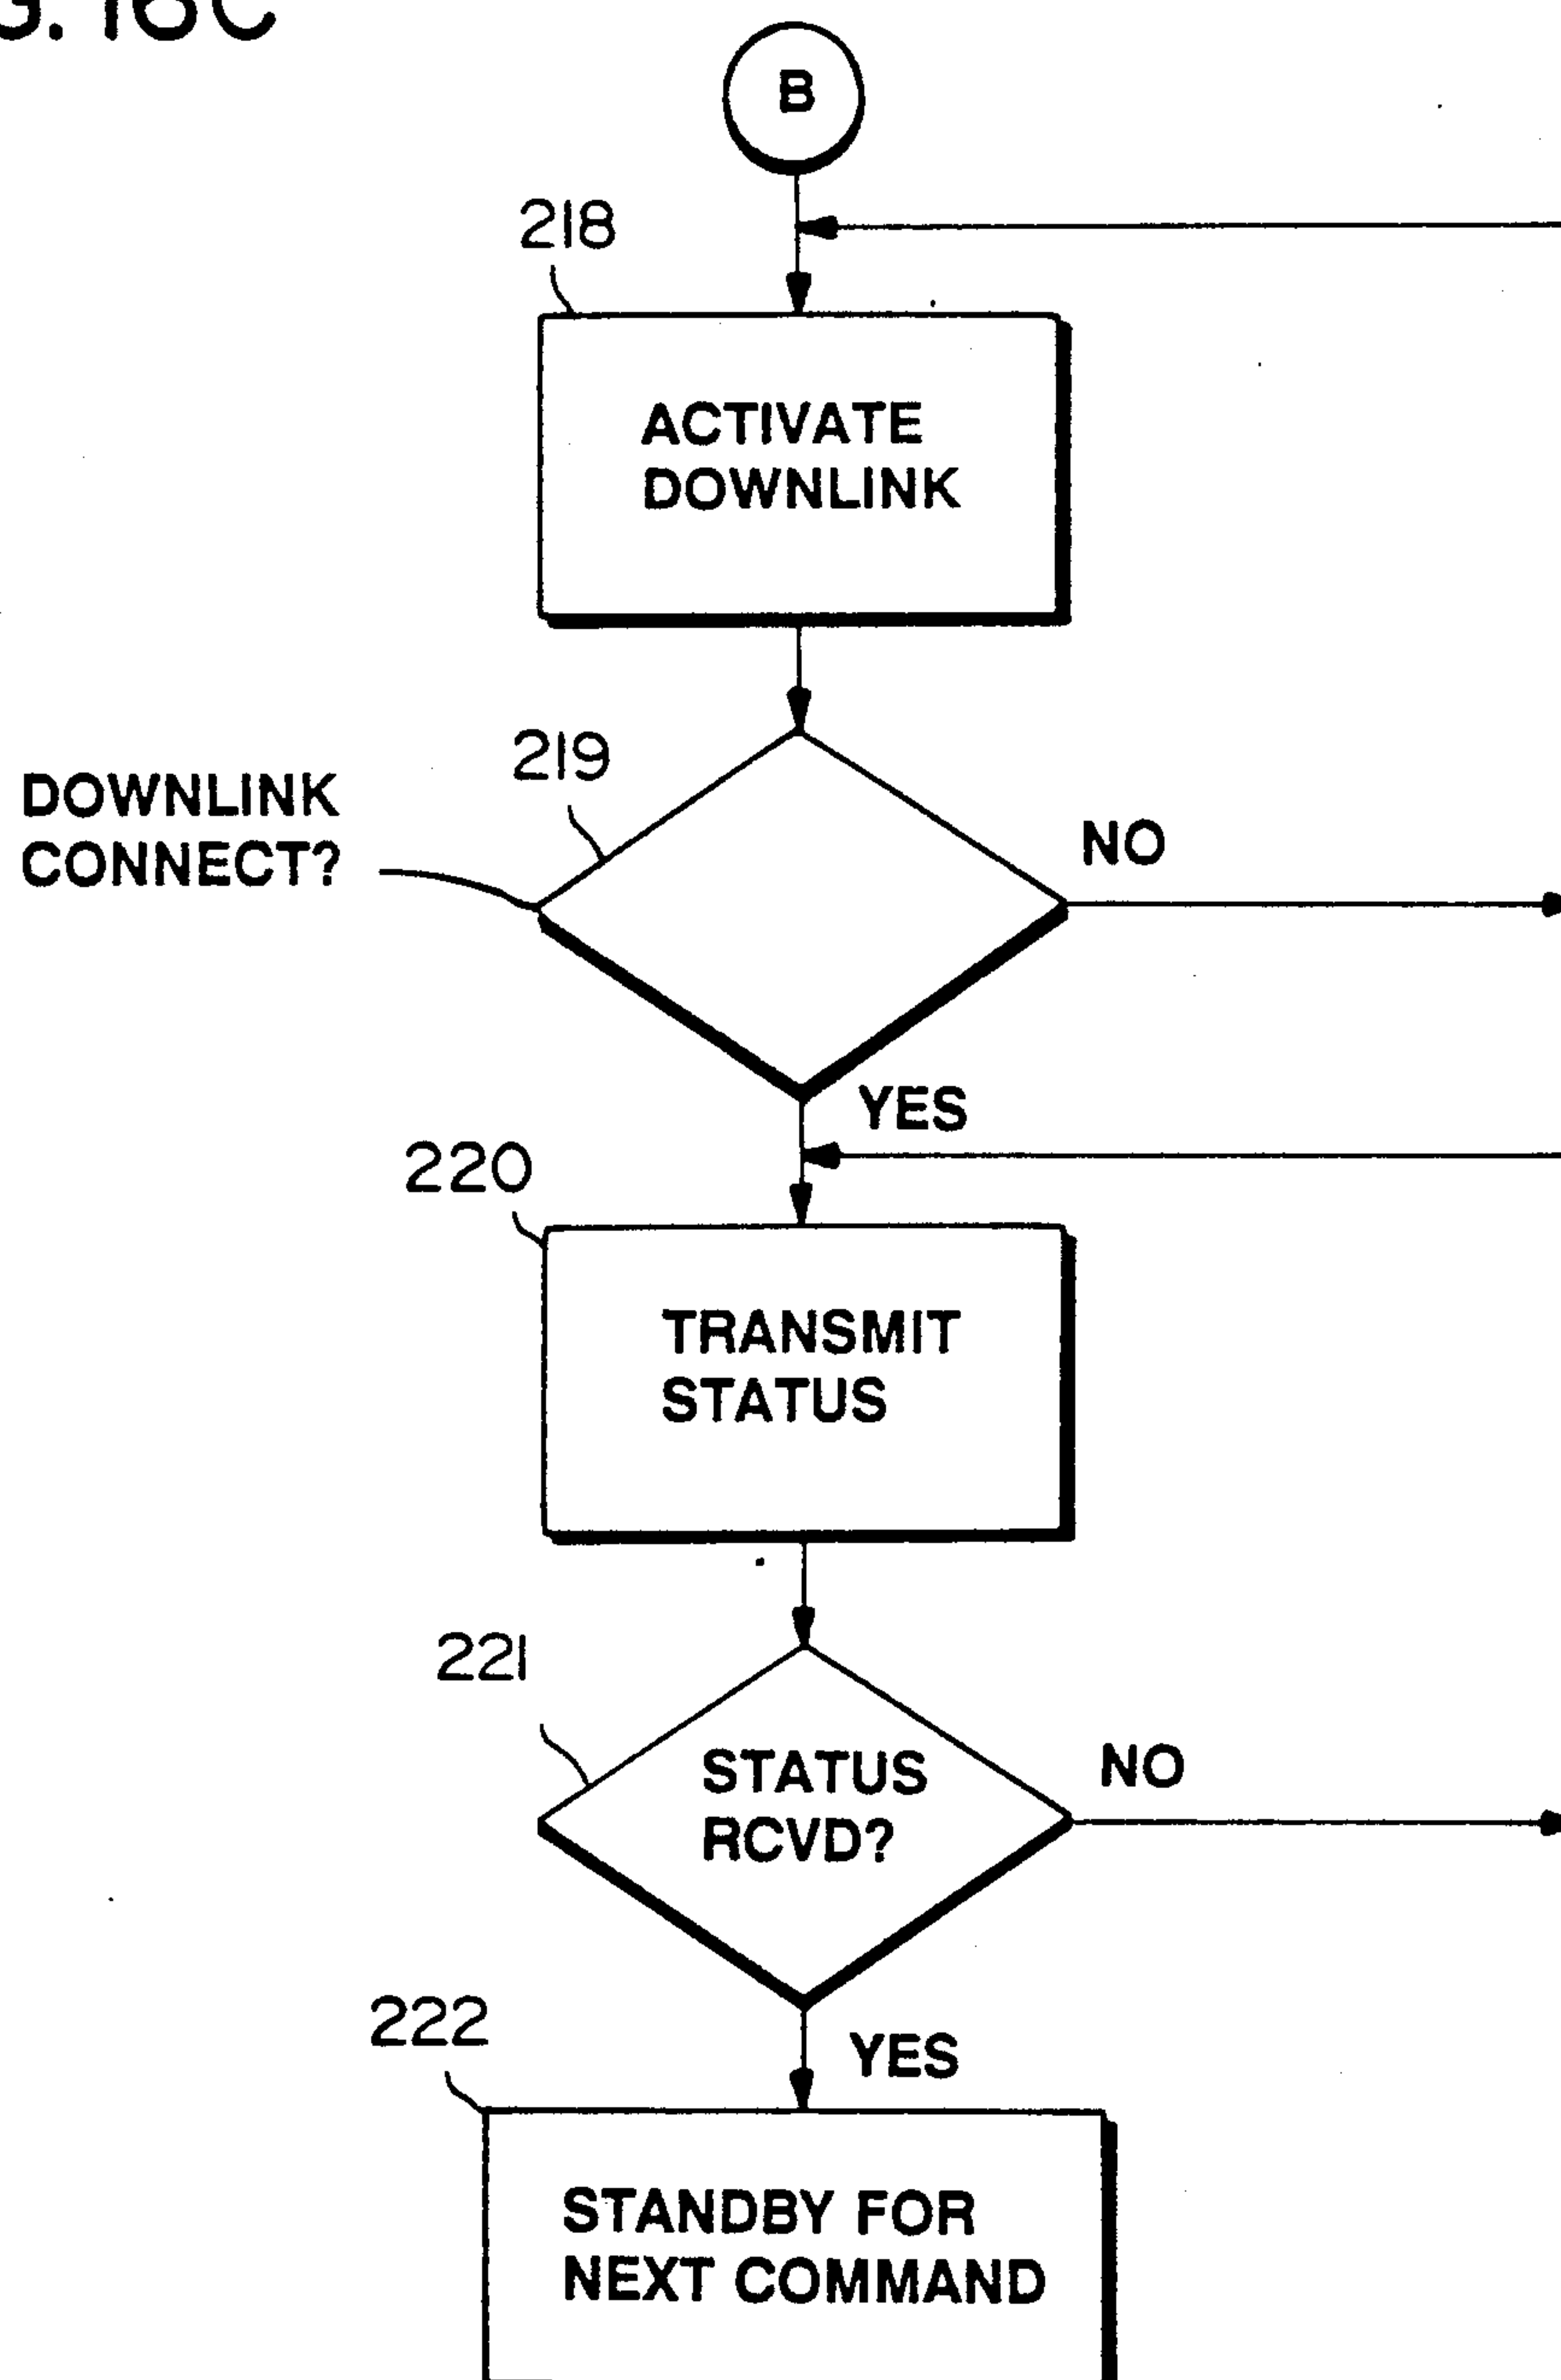 G. 16C
B
218
ACTIVATE
DOWNLINK
219
DOWNLINK
CONNECT?
NO
YES
220
TRANSMIT
STATUS
221
STATUS
RCVD?
NO
222
YES
STANDBY FOR
NEXT COMMAND